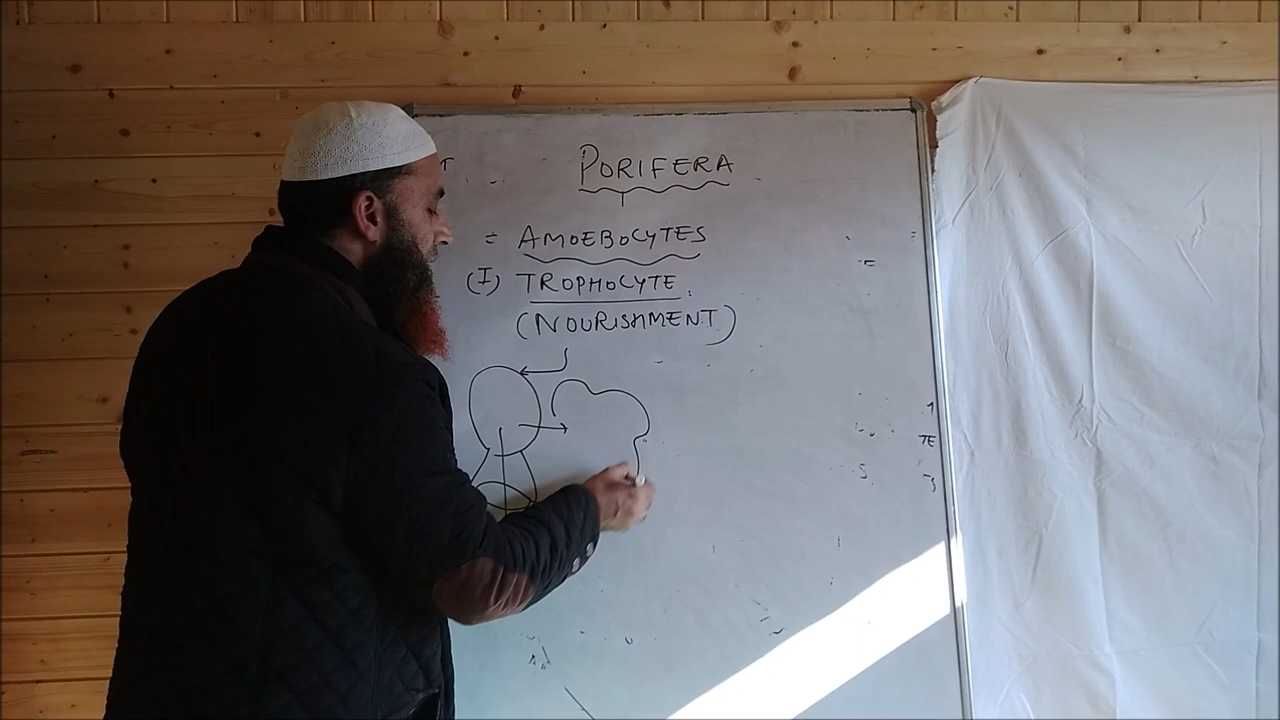 PORIFERA
= AMOEBOCYTES
(I) TROPHOCYTE.
(NOURISHMENT)